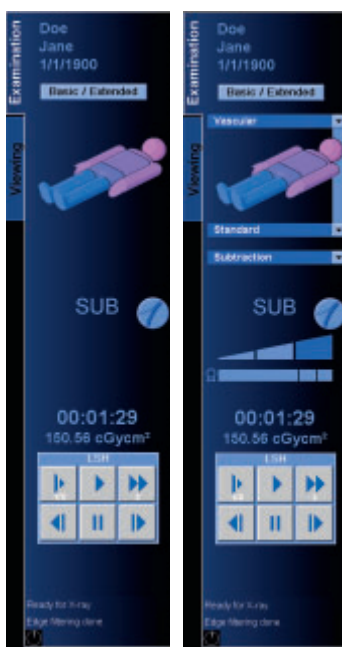 Examination
Viewing
Doe
Jane
1/1/1900
Basic / Extended
SUB
00:01:29
150.56 cGycm²
LSH
Ready for X-ray
Edge filtering done
Examination
Viewing
Doe
Jane
1/1/1900
Basic / Extended
Vascular
Standard
Subtraction
SUB
00:01:29
150.56 cGycm²
LSH
Ready for X-ray
Edge filtering done